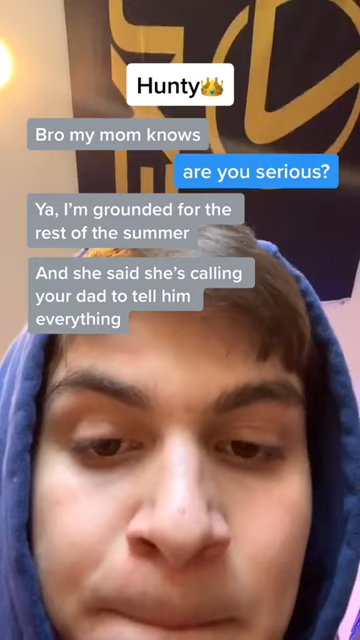 Hunty👑
Bro my mom knows
are you serious?
Ya, I'm grounded for the
rest of the summer
And she said she's calling
your dad to tell him
everything